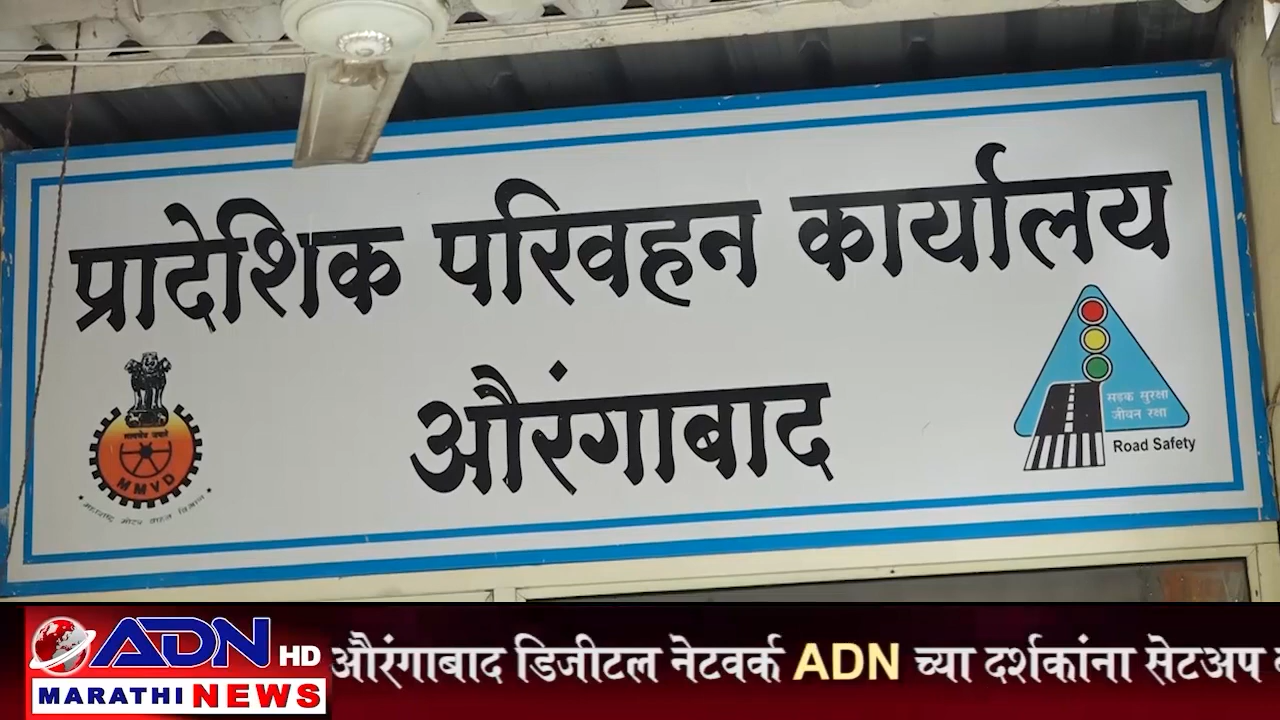 प्रादेशिक परिवहन कार्यालय
औरंगाबाद
MMVD
सडक सुरक्षा
जीवन रक्षा
Road Safety
ADN HD
MARATHI NEWS
औरंगाबाद डिजीटल नेटवर्क ADN च्या दर्शकांना सेटअप